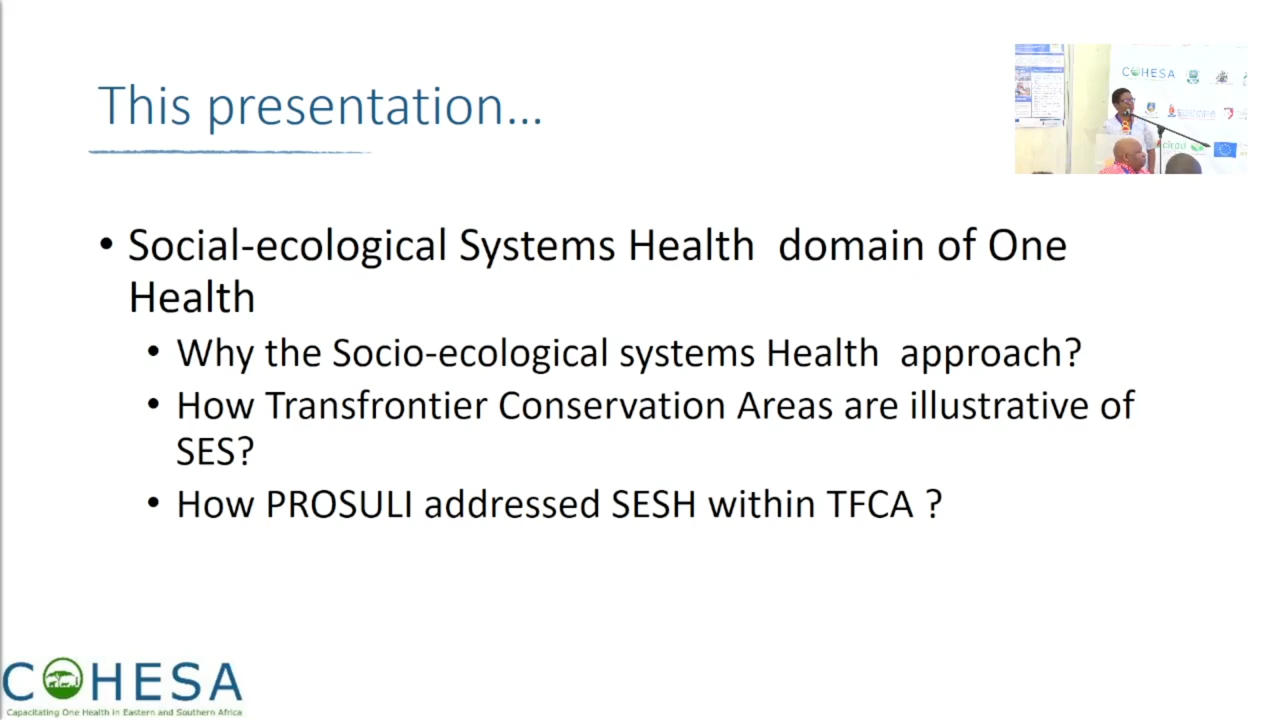 This presentation...
COHESA
cirad
• Social-ecological Systems Health domain of One
Health
• Why the Socio-ecological systems Health approach?
• How Transfrontier Conservation Areas are illustrative of
SES?
• How PROSULI addressed SESH within TFCA ?
COHESA
Capacitating One Health in Eastern and Southern Africa